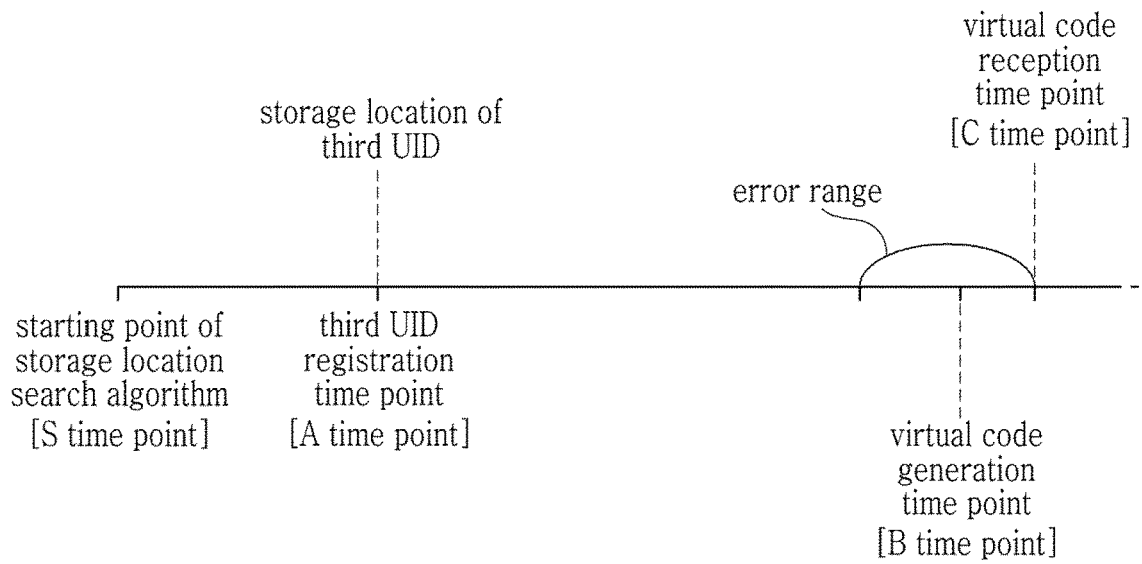 virtual code
reception
time point
[C time point]
storage location of
third UID
error range
starting point of
storage location
search algorithm
[S time point]
third UID
registration
time point
[A time point]
virtual code
generation
time point
[B time point]